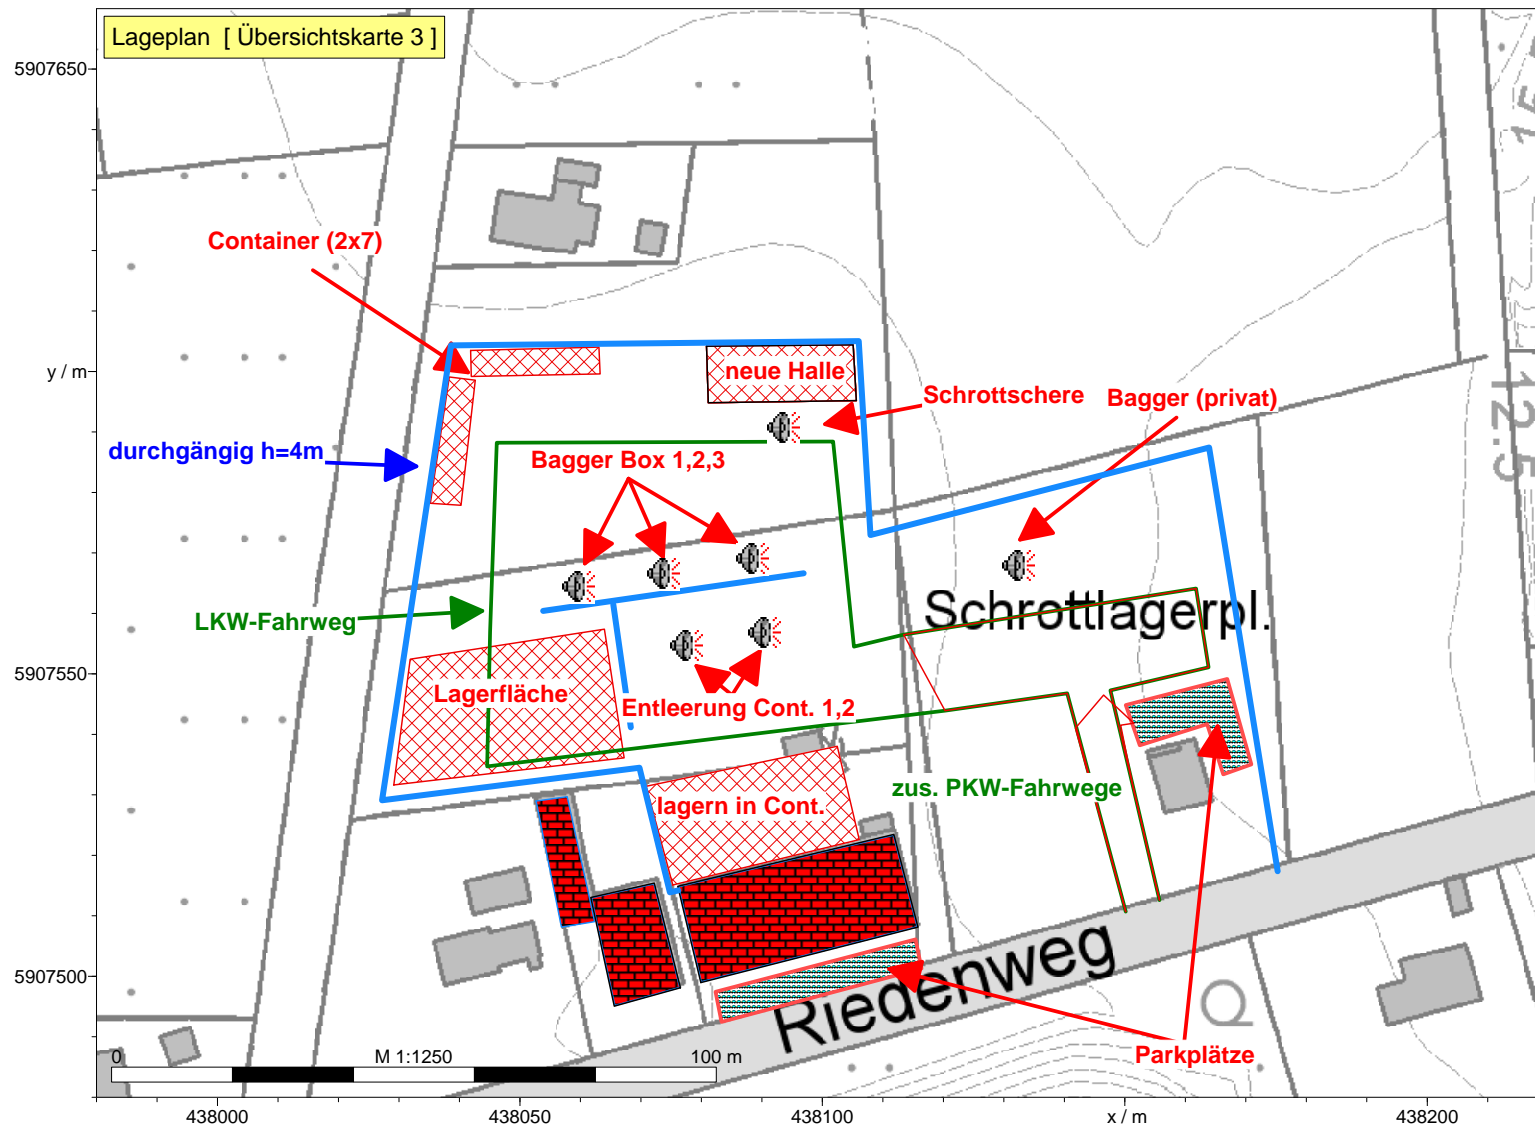 Lageplan [ Übersichtskarte 3 ]
5907650
Container (2x7)
y / m
neue Halle
Schrottschere
Bagger (privat)
durchgängig h=4m
Bagger Box 1,2,3
12.5
LKW-Fahrweg
Schrottlagerpl.
5907550
Lagerfläche
Entleerung Cont. 1,2
zus. PKW-Fahrwege
lagern in Cont.
5907500
Riedenweg
Parkplätze
0
M 1:1250
100 m
438000
438050
438100
x / m
438200